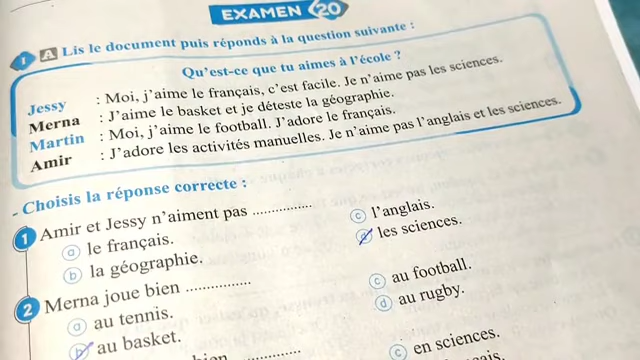 EXAMEN 20
1 A Lis le document puis réponds à la question suivante :
Qu'est-ce que tu aimes à l'école ?
Jessy : Moi, j'aime le français, c'est facile. Je n'aime pas les sciences.
Merna : J'aime le basket et je déteste la géographie.
Martin : Moi, j'aime le football. J'adore le français.
Amir : J'adore les activités manuelles. Je n'aime pas l'anglais et les sciences.
- Choisis la réponse correcte :
1 Amir et Jessy n'aiment pas ...............
a le français.
c l'anglais.
b la géographie.
d les sciences.
2 Merna joue bien ................
a au tennis.
c au football.
b au basket.
d au rugby.
bien ...............
c en sciences.